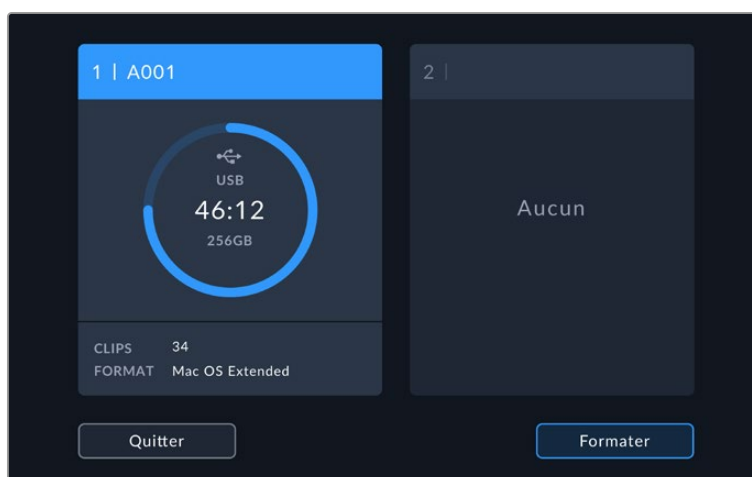 1 | A001
2 |
USB
46:12
256GB
Aucun
CLIPS 34
FORMAT Mac OS Extended
Quitter
Formater